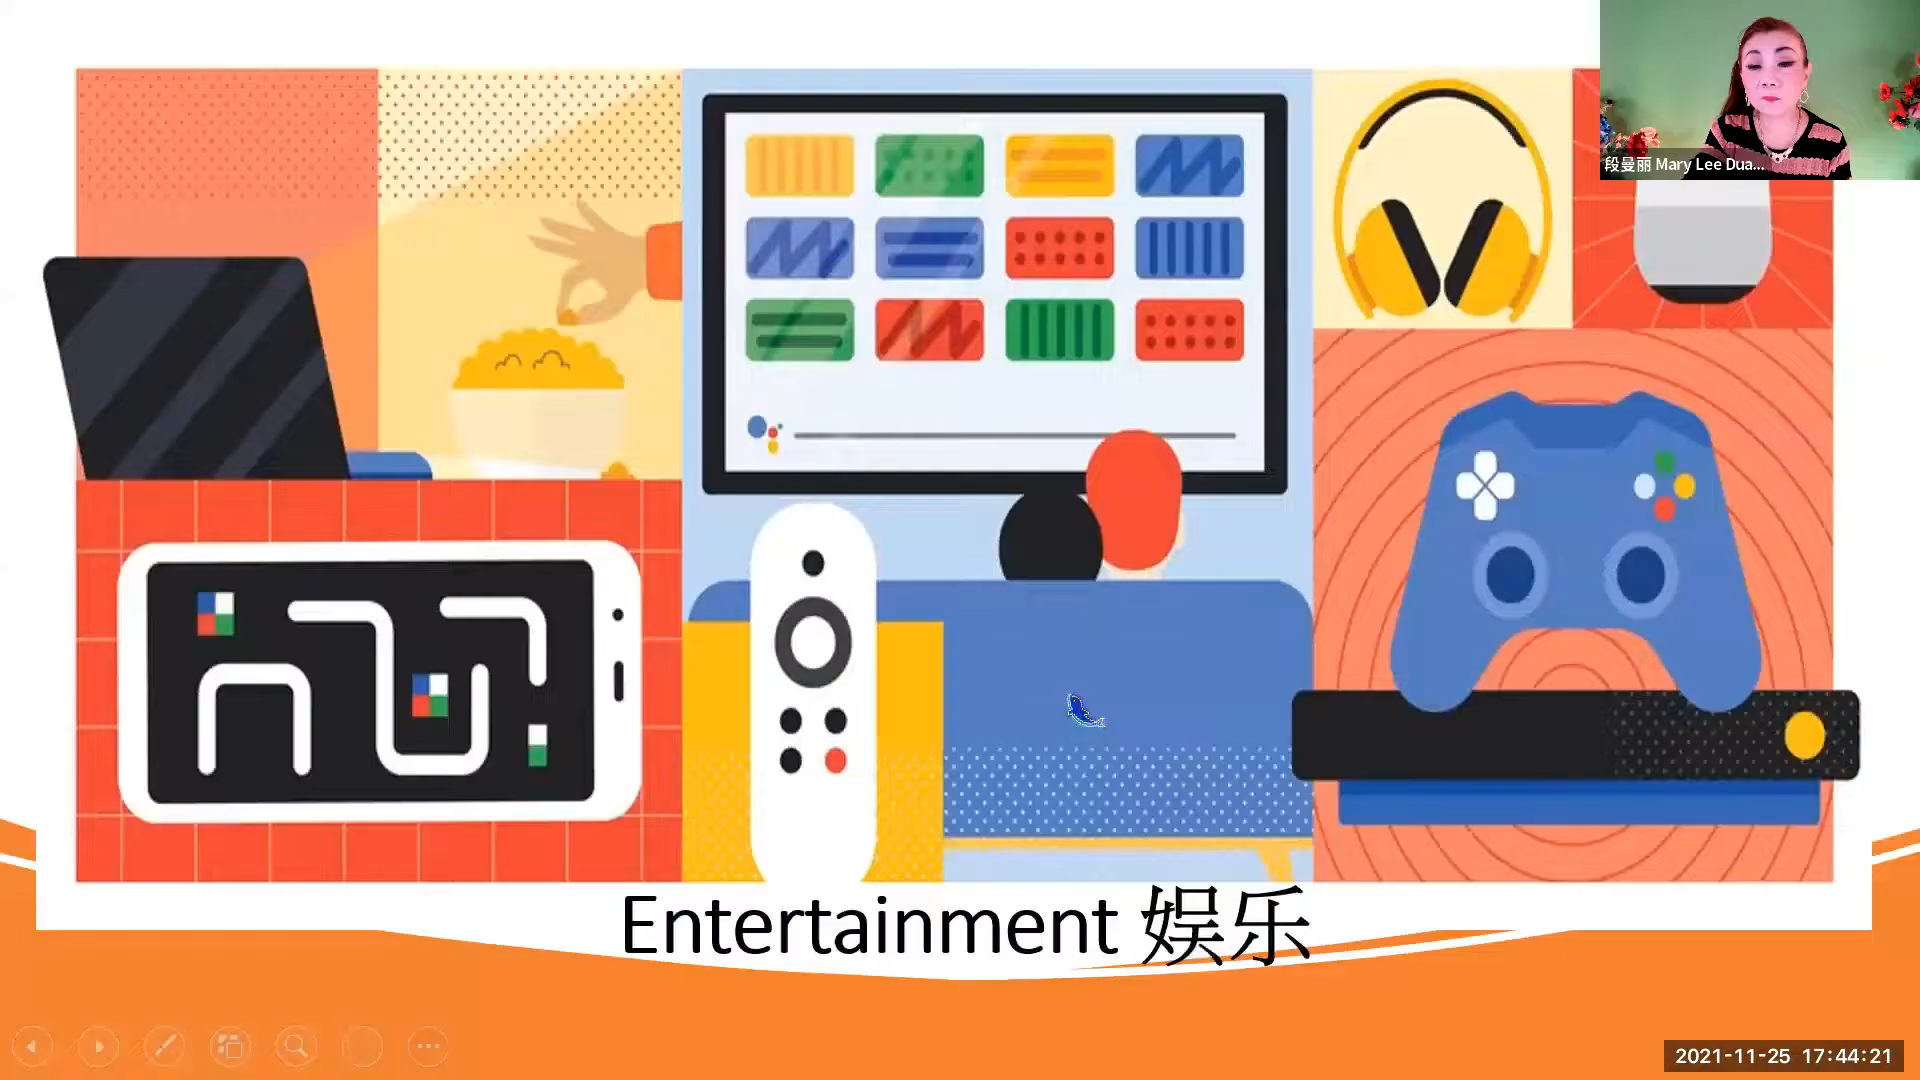 段曼丽 Mary Lee Dua...
Entertainment 娱乐
2021-11-25 17:44:21